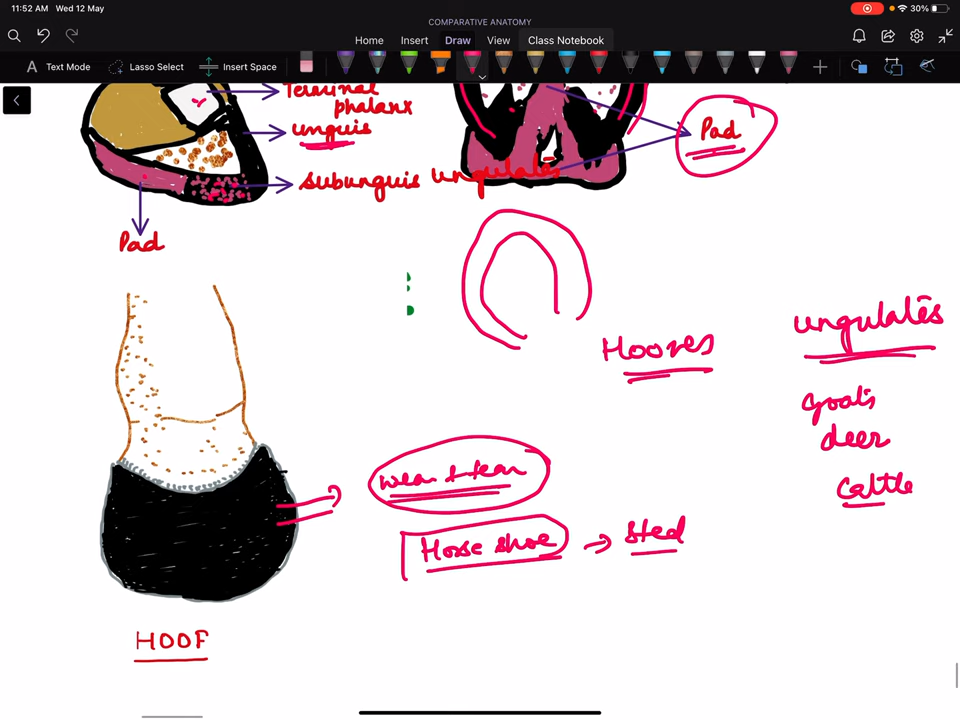 11:52 AM Wed 12 May
30%
COMPARATIVE ANATOMY
Home Insert Draw View Class Notebook
Text Mode Lasso Select Insert Space
Terminal
phalanx
unguis
Subunguis
ungulates
Pad
Pad
Hooves
ungulates
goats
deer
cattle
Wear & tear
Horse shoe → Steel
HOOF